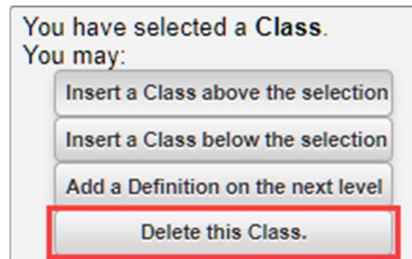 You have selected a Class.
You may:
Insert a Class above the selection
Insert a Class below the selection
Add a Definition on the next level
Delete this Class.